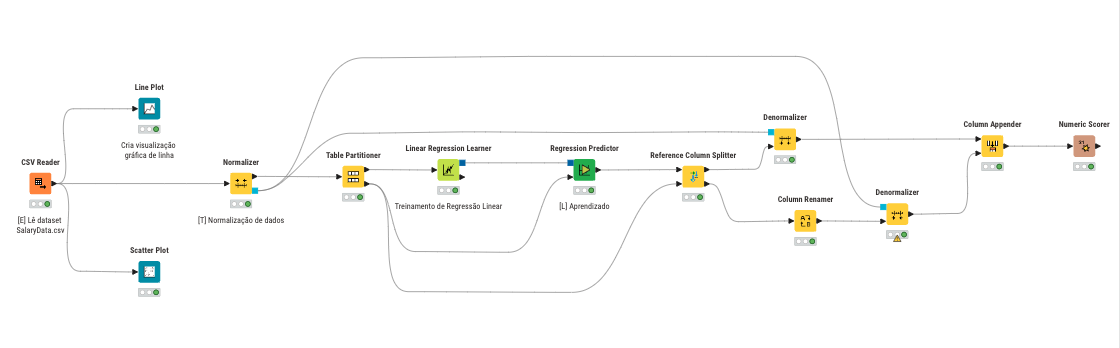 Line Plot
Cria visualização
gráfica de linha
CSV Reader
[E] Lê dataset
SalaryData.csv
Scatter Plot
Normalizer
[T] Normalização de dados
Table Partitioner
Linear Regression Learner
Treinamento de Regressão Linear
Regression Predictor
[L] Aprendizado
Reference Column Splitter
Denormalizer
Column Renamer
Denormalizer
Column Appender
Numeric Scorer